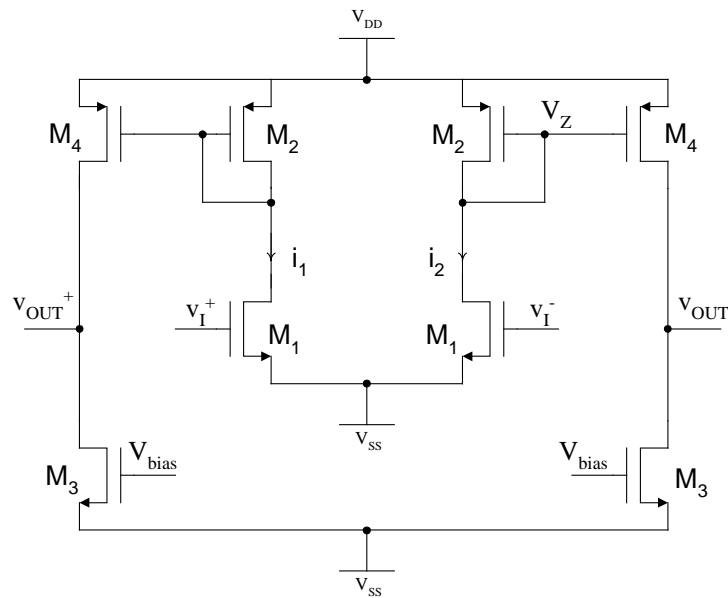 V_DD
M_4
M_2
M_2
V_Z
M_4
i_1
i_2
v_OUT^+
v_I^+
M_1
M_1
v_I^-
v_OUT
V_SS
M_3
V_bias
V_bias
M_3
V_SS